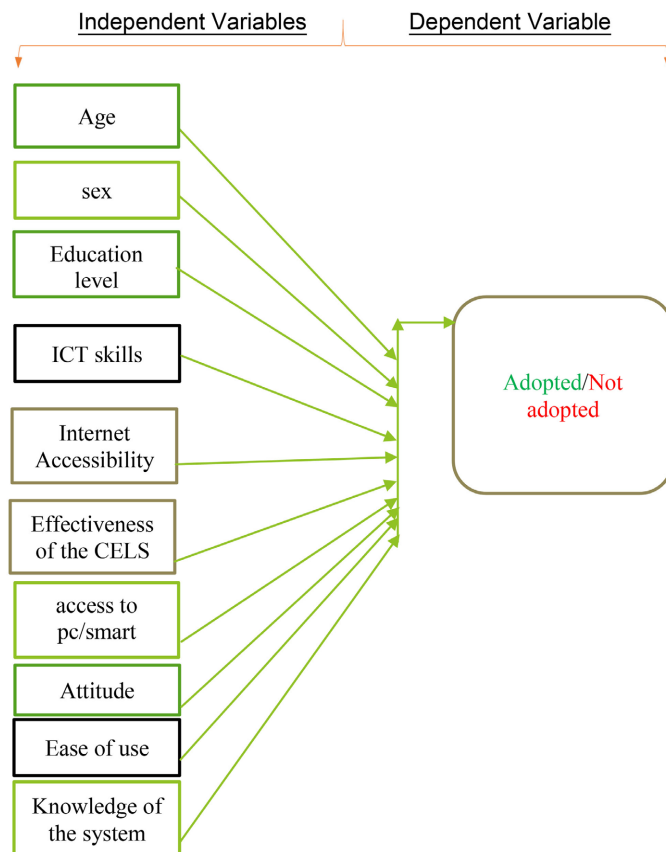 Independent Variables
Dependent Variable
Age
sex
Education
level
ICT skills
Internet
Accessibility
Effectiveness
of the CELS
access to
pc/smart
Attitude
Ease of use
Knowledge of
the system
Adopted/Not
adopted